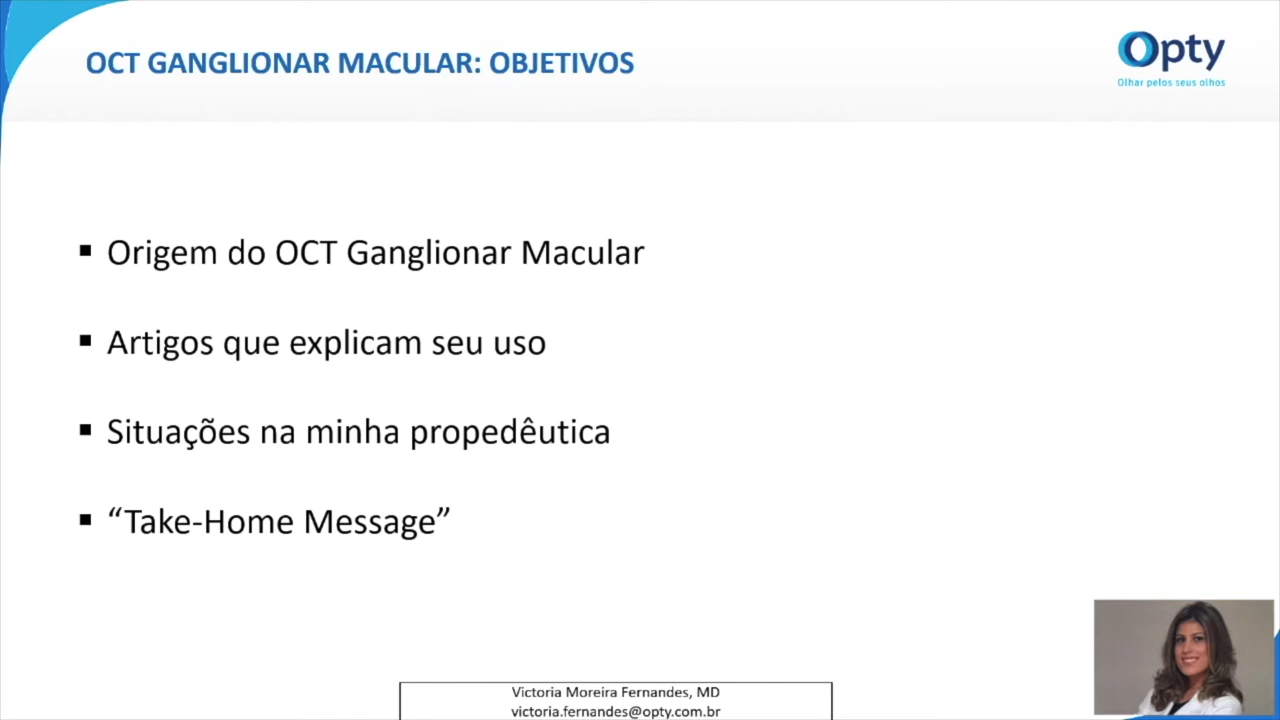 OCT GANGLIONAR MACULAR: OBJETIVOS
Opty
Olhar pelos seus olhos
▪ Origem do OCT Ganglionar Macular
▪ Artigos que explicam seu uso
▪ Situações na minha propedêutica
▪ “Take-Home Message”
Victoria Moreira Fernandes, MD
victoria.fernandes@opty.com.br